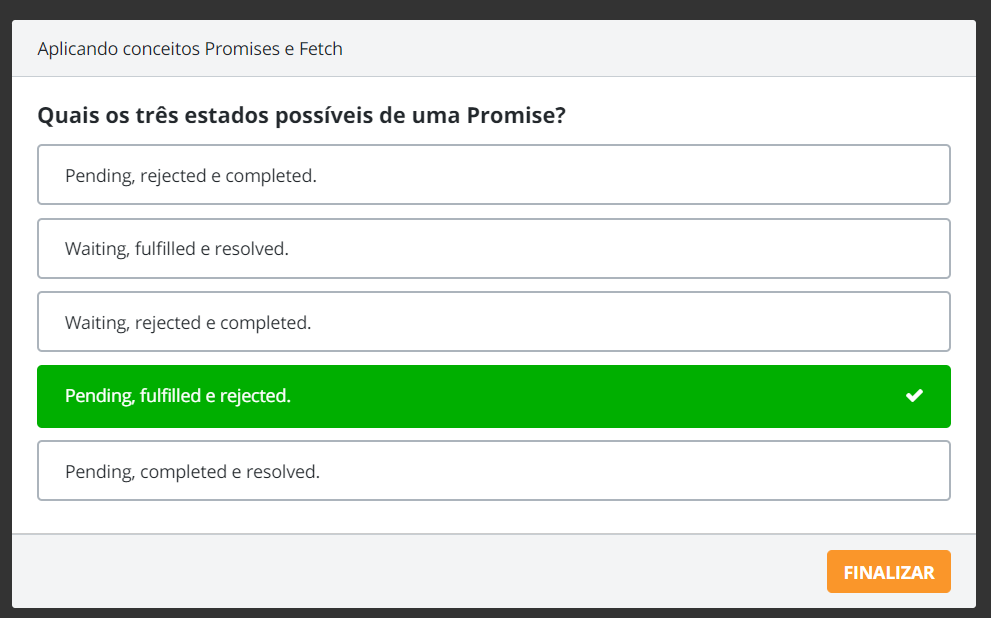 Aplicando conceitos Promises e Fetch
Quais os três estados possíveis de uma Promise?
Pending, rejected e completed.
Waiting, fulfilled e resolved.
Waiting, rejected e completed.
Pending, fulfilled e rejected.
Pending, completed e resolved.
FINALIZAR